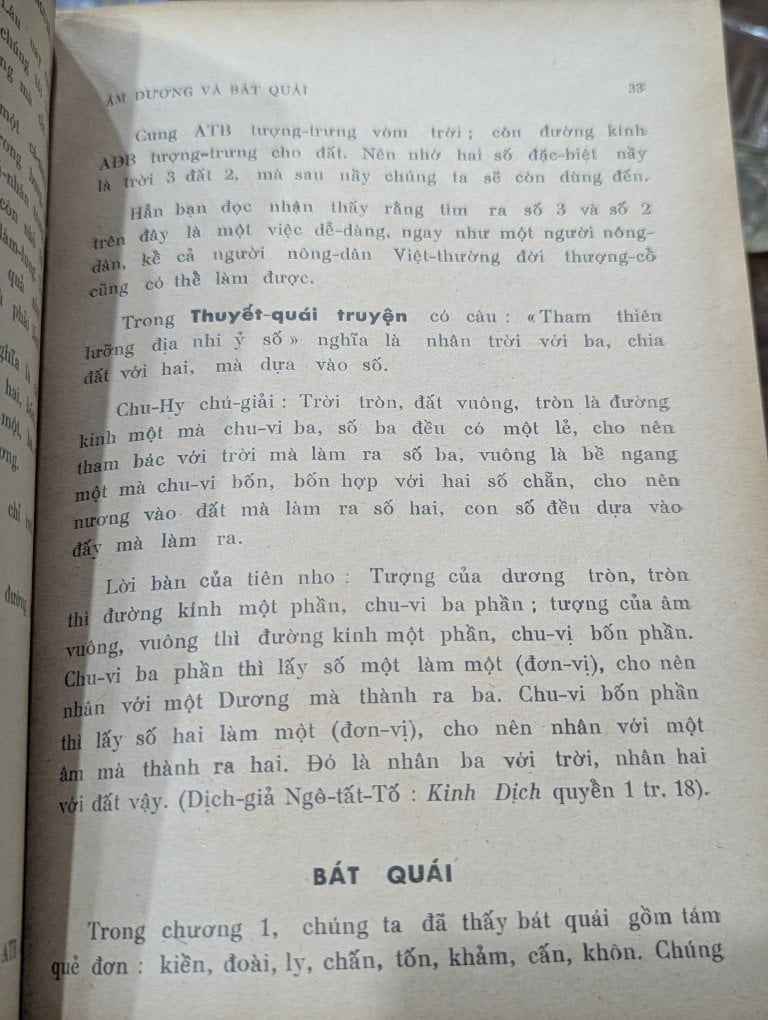 ÂM DƯƠNG VÀ BÁT QUÁI 33
Cung ATB tượng-trưng vòm trời ; còn đường kính
AĐB tượng-trưng cho đất. Nên nhớ hai số đặc-biệt nầy
là trời 3 đất 2, mà sau nầy chúng ta sẽ còn dùng đến.
Hẳn bạn đọc nhận thấy rằng tìm ra số 3 và số 2
trên đây là một việc dễ-dàng, ngay như một người nông-
dân, kể cả người nông-dân Việt-thường đời thượng-cổ
cũng có thể làm được.
Trong Thuyết-quái truyện có câu : «Tham thiên
lưỡng địa nhi ỷ số» nghĩa là nhân trời với ba, chia
đất với hai, mà dựa vào số.
Chu-Hy chú-giải : Trời tròn, đất vuông, tròn là đường
kính một mà chu-vi ba, số ba đều có một lẻ, cho nên
tham bác với trời mà làm ra số ba, vuông là bề ngang
một mà chu-vi bốn, bốn hợp với hai số chẵn, cho nên
nương vào đất mà làm ra số hai, con số đều dựa vào
đấy mà làm ra.
Lời bàn của tiên nho : Tượng của dương tròn, tròn
thì đường kính một phần, chu-vi ba phần ; tượng của âm
vuông, vuông thì đường kính một phần, chu-vị bốn phần.
Chu-vi ba phần thì lấy số một làm một (đơn-vị), cho nên
nhân với một Dương mà thành ra ba. Chu-vi bốn phần
thì lấy số hai làm một (đơn-vị), cho nên nhân với một
âm mà thành ra hai. Đó là nhân ba với trời, nhân hai
với đất vậy. (Dịch-giả Ngô-tất-Tố : Kinh Dịch quyền 1 tr. 18).
BÁT QUÁI
Trong chương 1, chúng ta đã thấy bát quái gồm tám
quẻ đơn : kiền, đoài, ly, chấn, tốn, khảm, cấn, khôn. Chúng